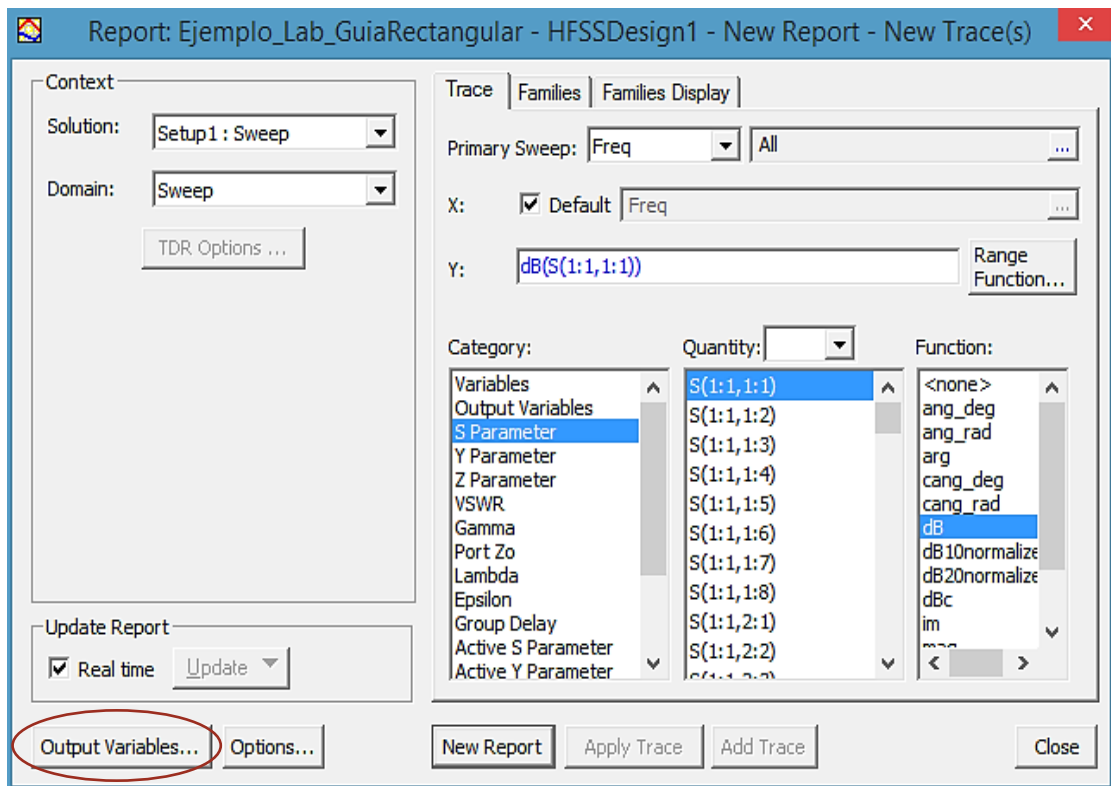 Report: Ejemplo_Lab_GuiaRectangular - HFSSDesign1 - New Report - New Trace(s)
Context
Solution: Setup1 : Sweep
Domain: Sweep
TDR Options ...
Update Report
Real time Update
Output Variables... Options...
Trace Families Families Display
Primary Sweep: Freq All ...
X: Default Freq ...
Y: dB(S(1:1,1:1)) Range Function...
Category:
Variables
Output Variables
S Parameter
Y Parameter
Z Parameter
VSWR
Gamma
Port Zo
Lambda
Epsilon
Group Delay
Active S Parameter
Active Y Parameter
Quantity:
S(1:1,1:1)
S(1:1,1:2)
S(1:1,1:3)
S(1:1,1:4)
S(1:1,1:5)
S(1:1,1:6)
S(1:1,1:7)
S(1:1,1:8)
S(1:1,2:1)
S(1:1,2:2)
Function:
<none>
ang_deg
ang_rad
arg
cang_deg
cang_rad
dB
dB10normalize
dB20normalize
dBc
im
New Report Apply Trace Add Trace Close